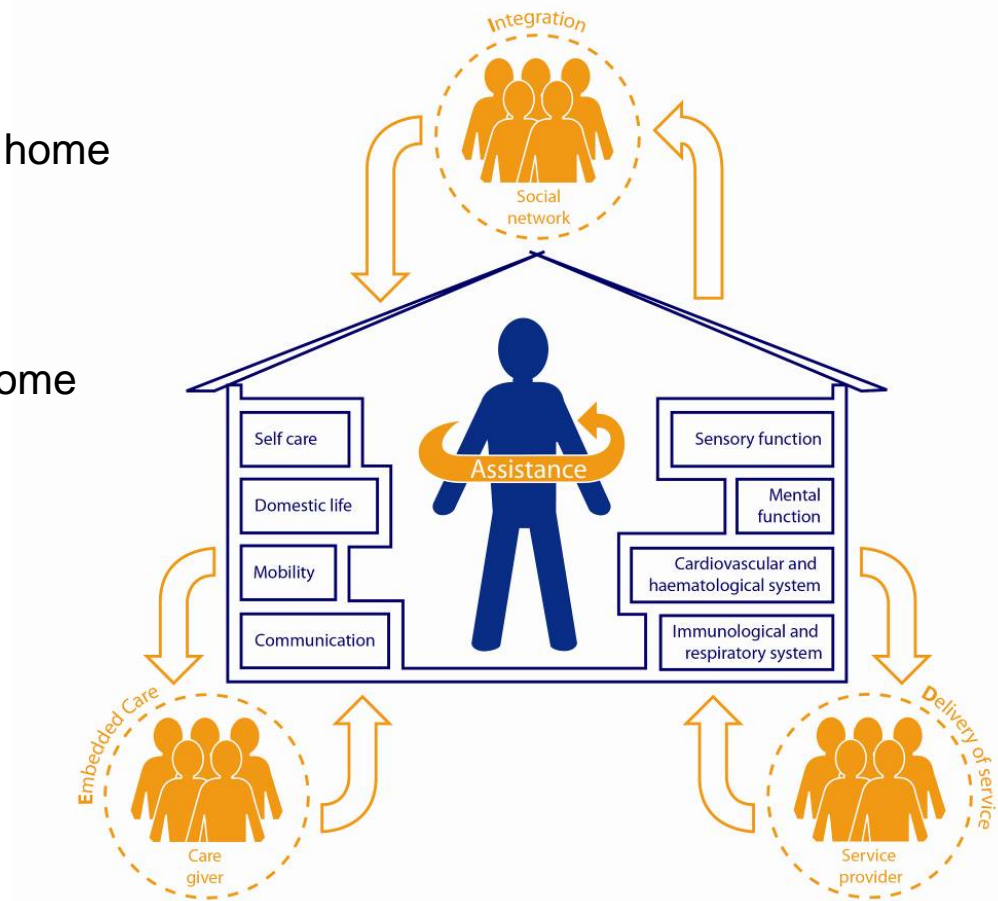 Integration
Social
network
home
ome
Self care
Domestic life
Mobility
Communication
Assistance
Sensory function
Mental
function
Cardiovascular and
haematological system
Immunological and
respiratory system
Embedded Care
Care
giver
Delivery of service
Service
provider